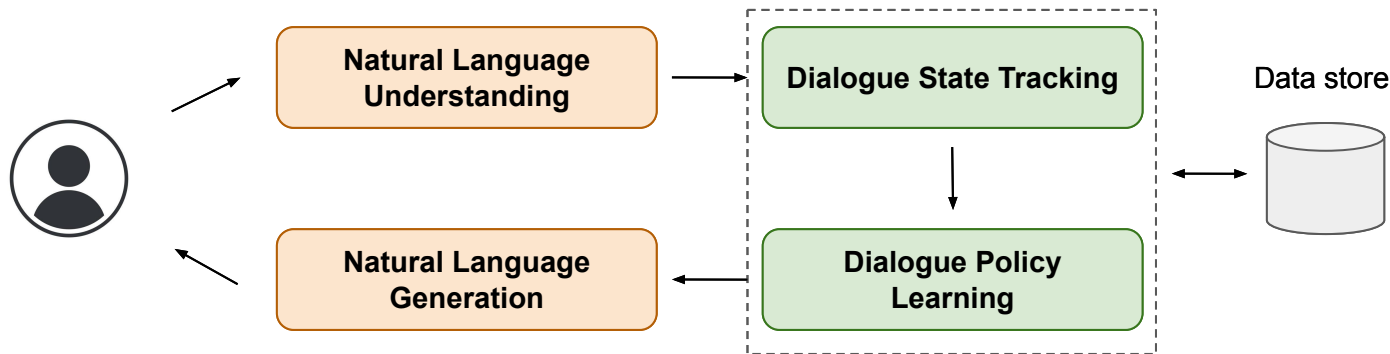 Natural Language
Understanding
Dialogue State Tracking
Data store
Natural Language
Generation
Dialogue Policy
Learning